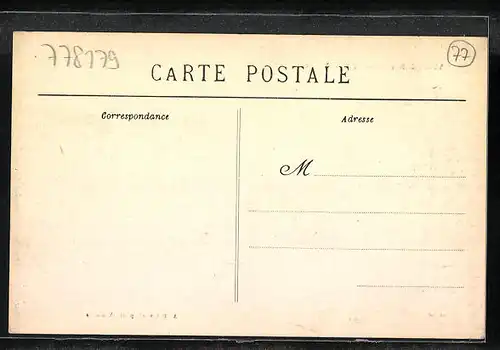 778179
77
CARTE POSTALE
Correspondance
Adresse
M